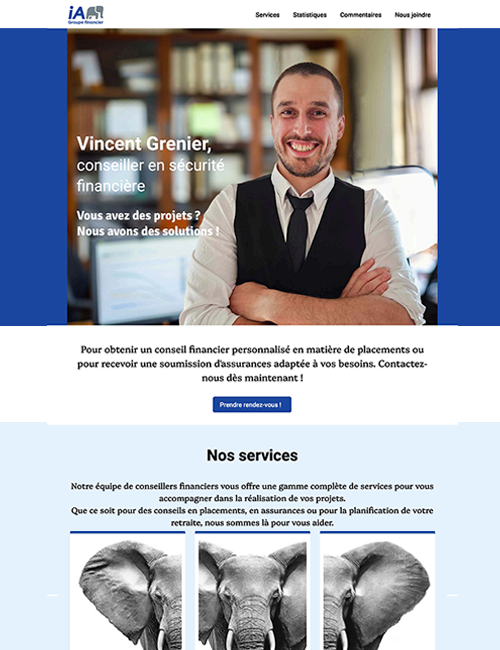 iA
Groupe financier
Services Statistiques Commentaires Nous joindre
Vincent Grenier,
conseiller en sécurité
financière
Vous avez des projets ?
Nous avons des solutions !
Pour obtenir un conseil financier personnalisé en matière de placements ou
pour recevoir une soumission d'assurances adaptée à vos besoins. Contactez-
nous dès maintenant !
Prendre rendez-vous !
Nos services
Notre équipe de conseillers financiers vous offre une gamme complète de services pour vous
accompagner dans la réalisation de vos projets.
Que ce soit pour des conseils en placements, en assurances ou pour la planification de votre
retraite, nous sommes là pour vous aider.